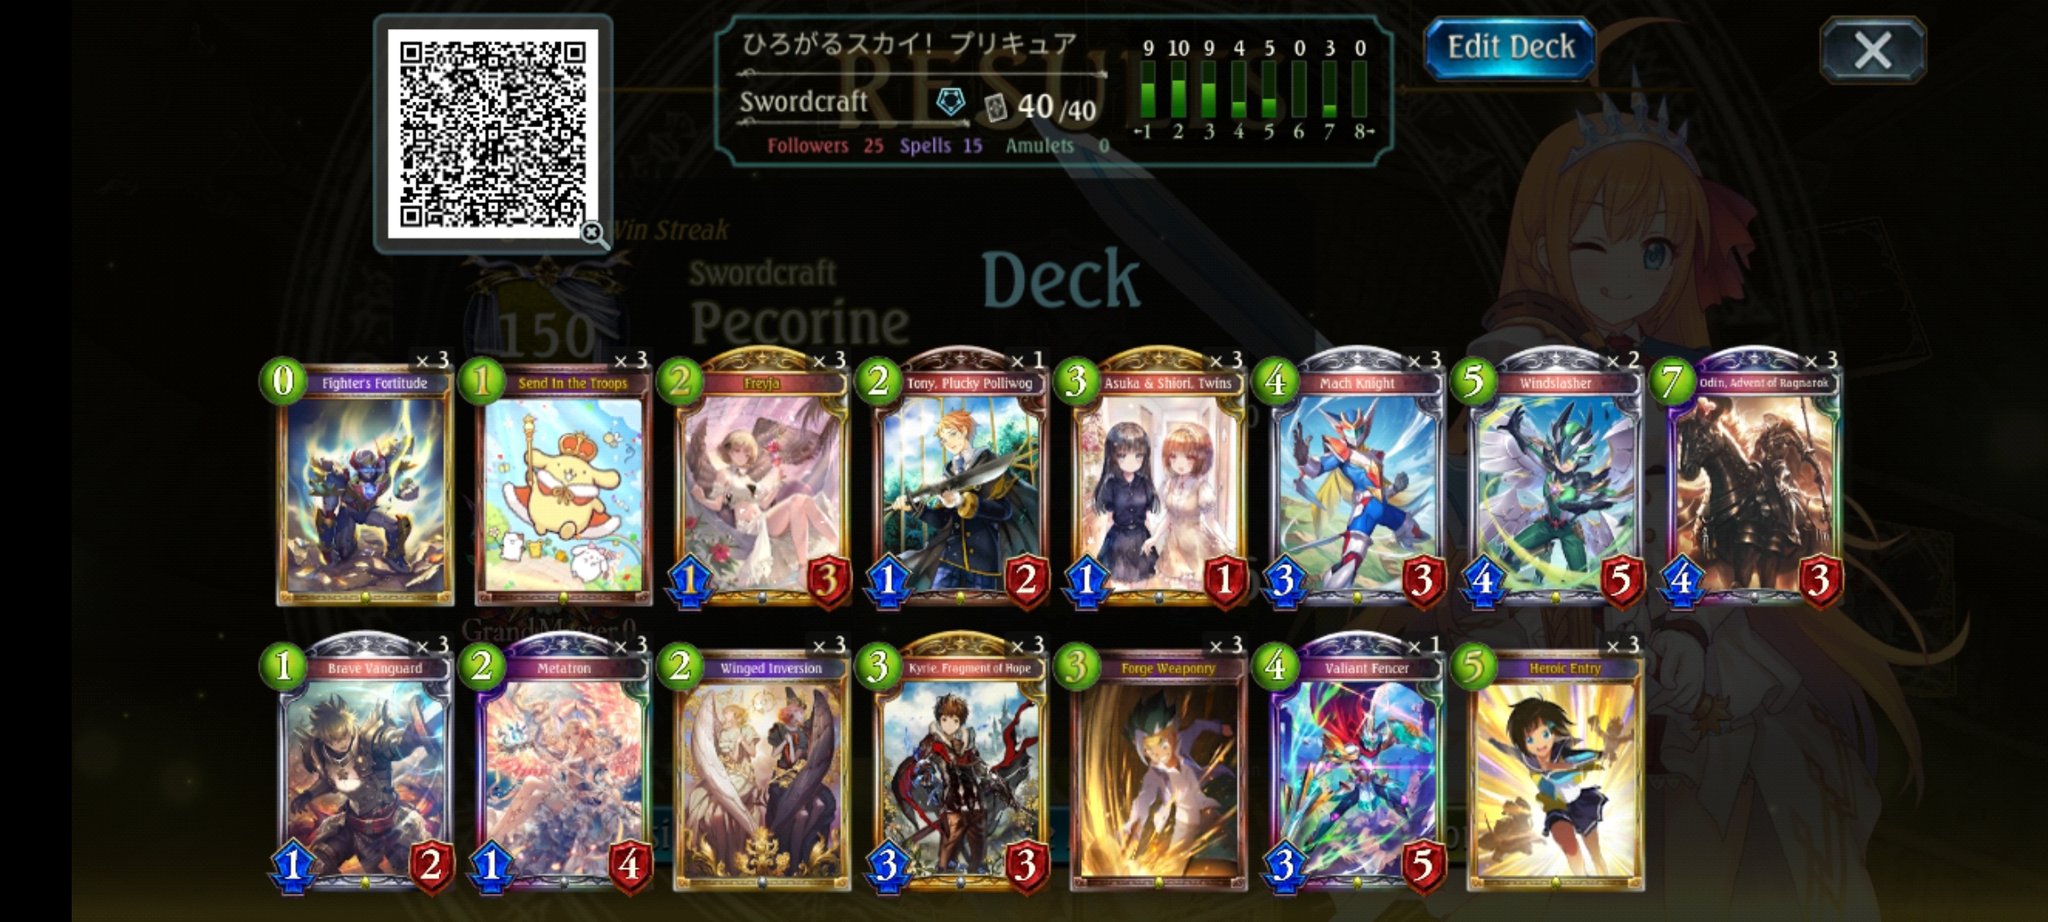 ひろがるスカイ! プリキュア
Swordcraft
40/40
Followers 25 Spells 15 Amulets 0
9 10 9 4 5 0 3 0
1 2 3 4 5 6 7 8
Edit Deck
RESULTS
Win Streak
150
Swordcraft
Pecorine
Deck
× 3
0
Fighter's Fortitude
× 3
1
Send In the Troops
× 3
2
Freyja
1 3
× 1
2
Tony, Plucky Polliwog
1 2
× 3
3
Asuka & Shiori, Twins
1 1
× 3
4
Mach Knight
3 3
× 2
5
Windslasher
4 5
× 3
7
Odin, Advent of Ragnarok
4 3
Grand Master 0
× 3
1
Brave Vanguard
1 2
× 3
2
Metatron
1 4
× 3
2
Winged Inversion
× 3
3
Kyrie, Fragment of Hope
3 3
× 3
3
Forge Weaponry
× 1
4
Valiant Fencer
3 5
× 3
5
Heroic Entry